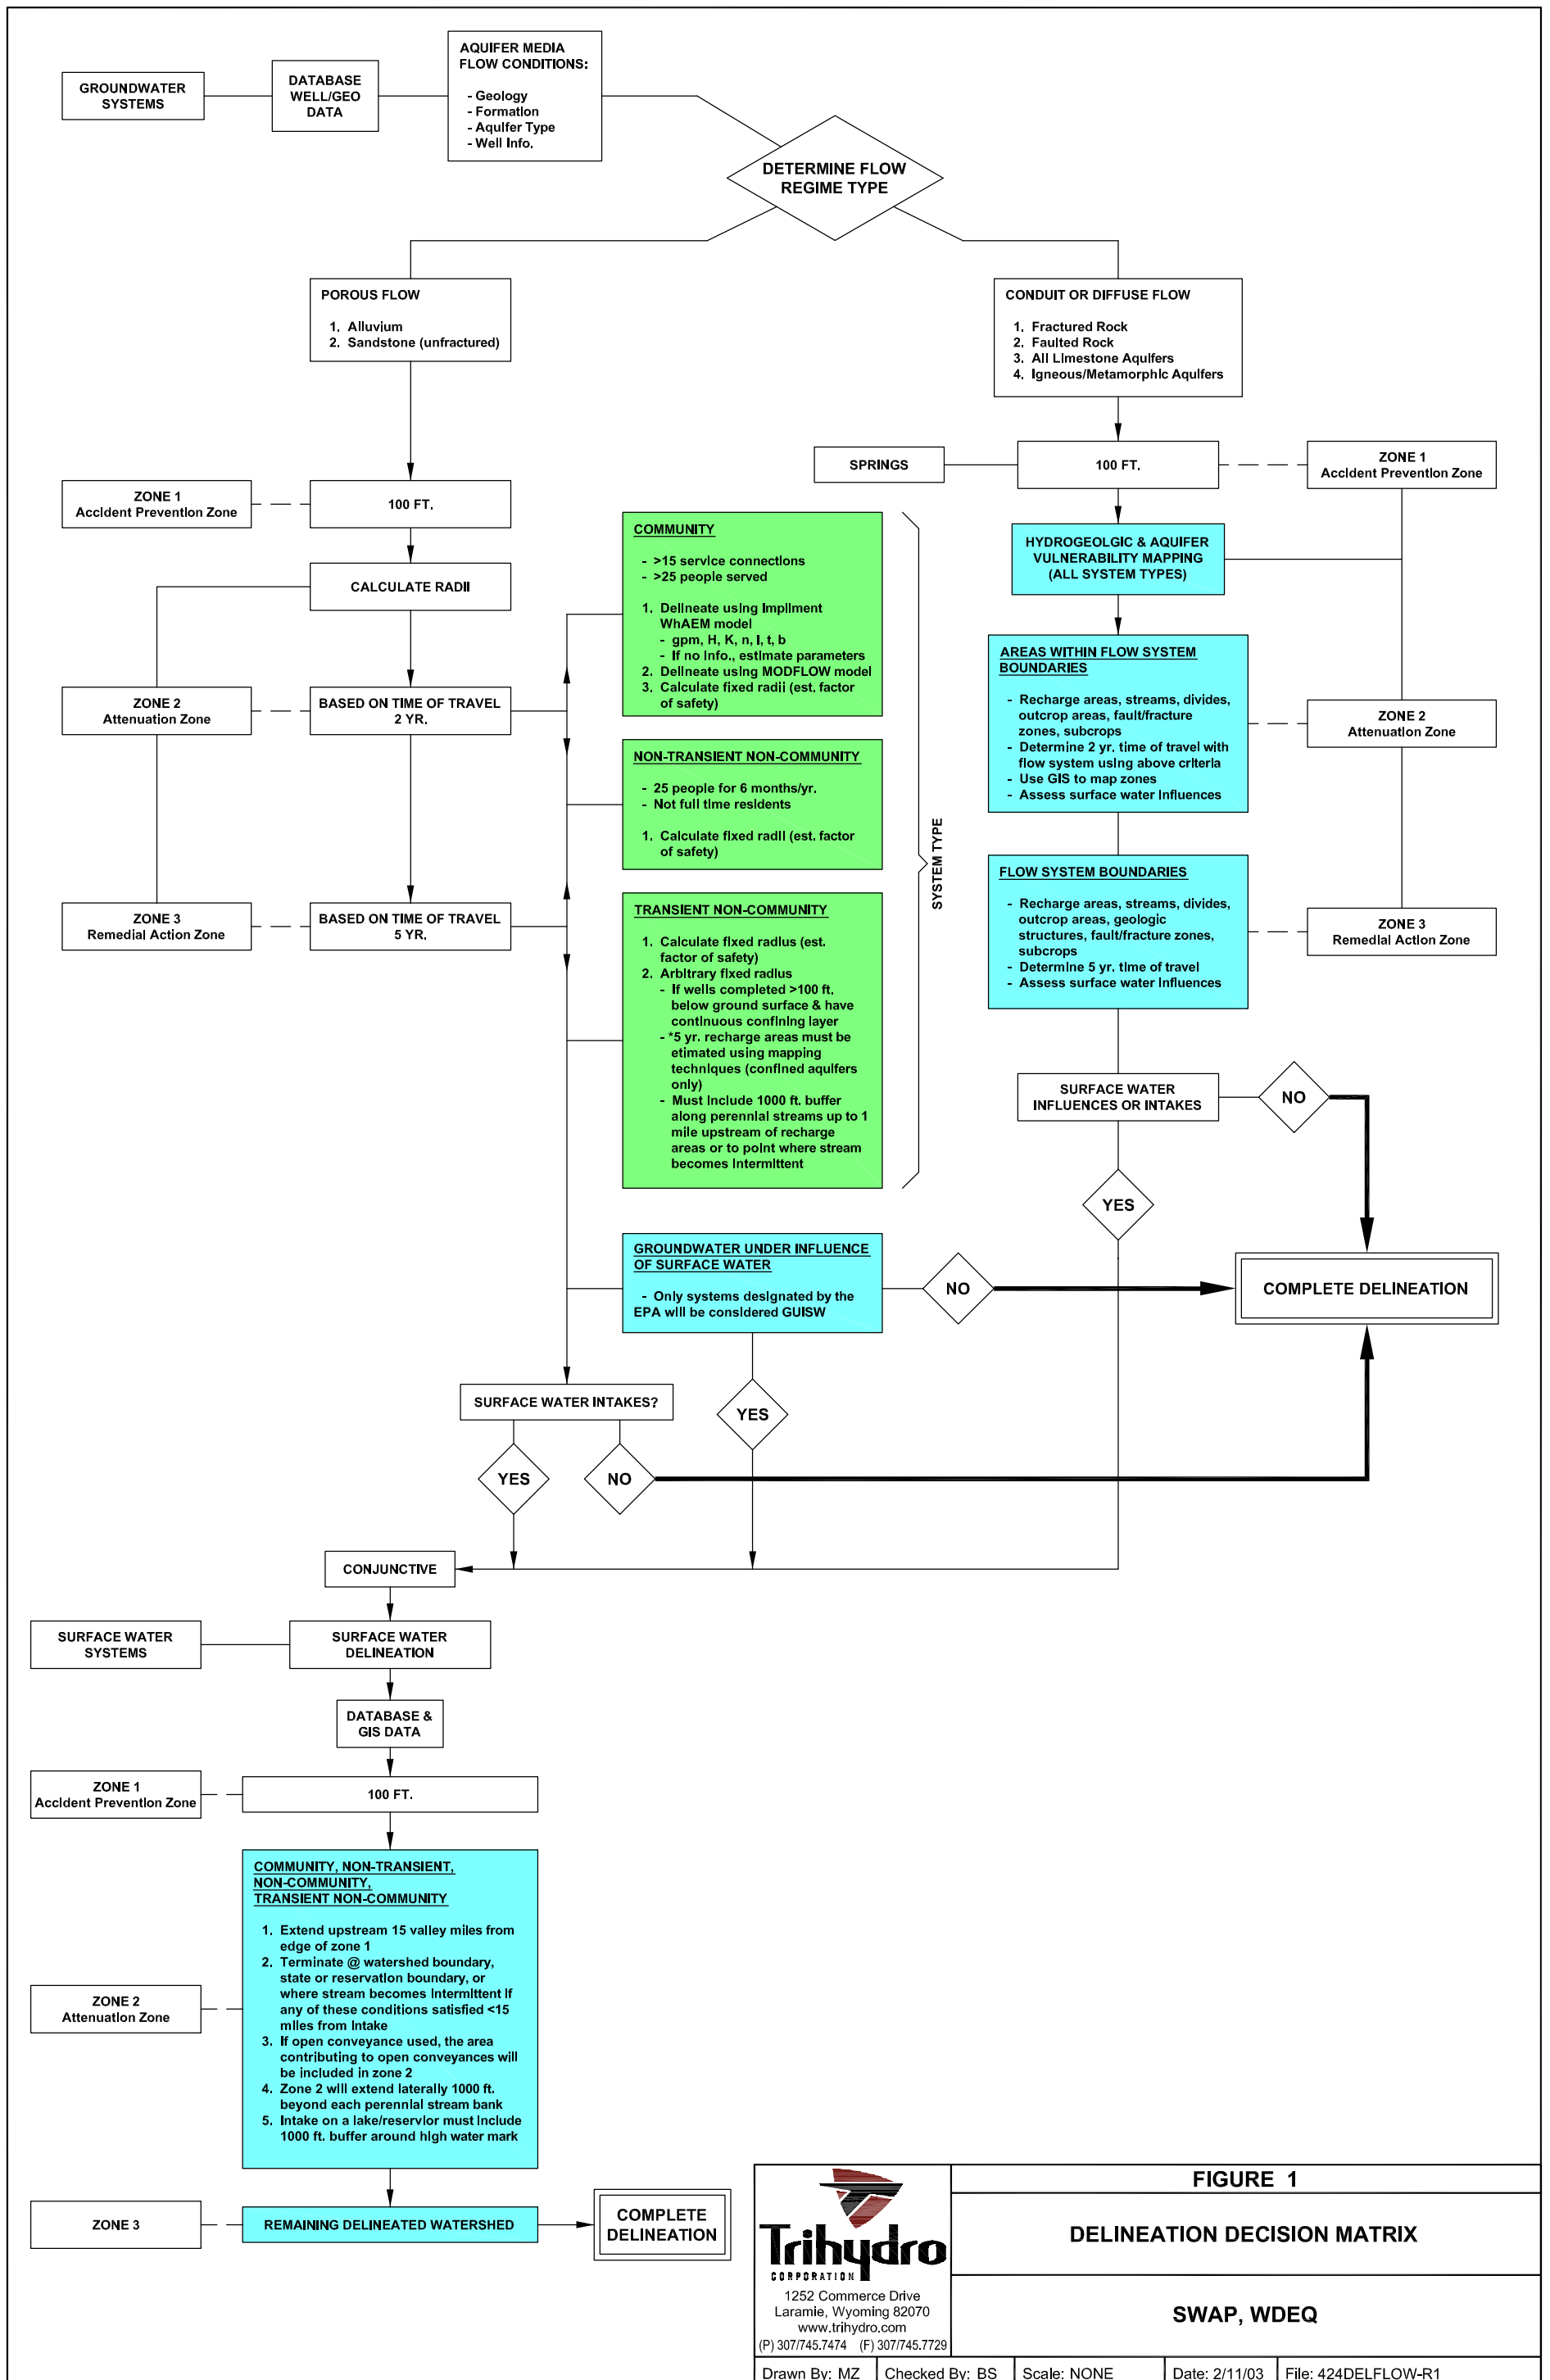 GROUNDWATER
SYSTEMS
DATABASE
WELL/GEO
DATA
AQUIFER MEDIA
FLOW CONDITIONS:
- Geology
- Formation
- Aquifer Type
- Well Info.
DETERMINE FLOW
REGIME TYPE
POROUS FLOW
1. Alluvium
2. Sandstone (unfractured)
CONDUIT OR DIFFUSE FLOW
1. Fractured Rock
2. Faulted Rock
3. All Limestone Aquifers
4. Igneous/Metamorphic Aquifers
SPRINGS
100 FT.
ZONE 1
Accident Prevention Zone
ZONE 1
Accident Prevention Zone
100 FT.
CALCULATE RADII
ZONE 2
Attenuation Zone
BASED ON TIME OF TRAVEL
2 YR.
ZONE 3
Remedial Action Zone
BASED ON TIME OF TRAVEL
5 YR.
COMMUNITY
- >15 service connections
- >25 people served
1. Delineate using Impliment
WhAEM model
- gpm, H, K, n, I, t, b
- If no info., estimate parameters
2. Delineate using MODFLOW model
3. Calculate fixed radii (est. factor
of safety)
NON-TRANSIENT NON-COMMUNITY
- 25 people for 6 months/yr.
- Not full time residents
1. Calculate fixed radii (est. factor
of safety)
TRANSIENT NON-COMMUNITY
1. Calculate fixed radius (est.
factor of safety)
2. Arbitrary fixed radius
- If wells completed >100 ft.
below ground surface & have
continuous confining layer
- *5 yr. recharge areas must be
etimated using mapping
techniques (confined aquifers
only)
- Must include 1000 ft. buffer
along perennial streams up to 1
mile upstream of recharge
areas or to point where stream
becomes intermittent
SYSTEM TYPE
HYDROGEOLGIC & AQUIFER
VULNERABILITY MAPPING
(ALL SYSTEM TYPES)
AREAS WITHIN FLOW SYSTEM
BOUNDARIES
- Recharge areas, streams, divides,
outcrop areas, fault/fracture
zones, subcrops
- Determine 2 yr. time of travel with
flow system using above criteria
- Use GIS to map zones
- Assess surface water influences
ZONE 2
Attenuation Zone
FLOW SYSTEM BOUNDARIES
- Recharge areas, streams, divides,
outcrop areas, geologic
structures, fault/fracture zones,
subcrops
- Determine 5 yr. time of travel
- Assess surface water influences
ZONE 3
Remedial Action Zone
SURFACE WATER
INFLUENCES OR INTAKES
NO
YES
GROUNDWATER UNDER INFLUENCE
OF SURFACE WATER
- Only systems designated by the
EPA will be considered GUISW
NO
COMPLETE DELINEATION
SURFACE WATER INTAKES?
YES
YES
NO
CONJUNCTIVE
SURFACE WATER
SYSTEMS
SURFACE WATER
DELINEATION
DATABASE &
GIS DATA
ZONE 1
Accident Prevention Zone
100 FT.
COMMUNITY, NON-TRANSIENT,
NON-COMMUNITY,
TRANSIENT NON-COMMUNITY
1. Extend upstream 15 valley miles from
edge of zone 1
2. Terminate @ watershed boundary,
state or reservation boundary, or
where stream becomes intermittent if
any of these conditions satisfied <15
miles from intake
3. If open conveyance used, the area
contributing to open conveyances will
be included in zone 2
4. Zone 2 will extend laterally 1000 ft.
beyond each perennial stream bank
5. Intake on a lake/reservior must include
1000 ft. buffer around high water mark
ZONE 2
Attenuation Zone
ZONE 3
REMAINING DELINEATED WATERSHED
COMPLETE
DELINEATION
Trihydro
CORPORATION
1252 Commerce Drive
Laramie, Wyoming 82070
www.trihydro.com
(P) 307/745.7474 (F) 307/745.7729
FIGURE 1
DELINEATION DECISION MATRIX
SWAP, WDEQ
Drawn By: MZ
Checked By: BS
Scale: NONE
Date: 2/11/03
File: 424DELFLOW-R1